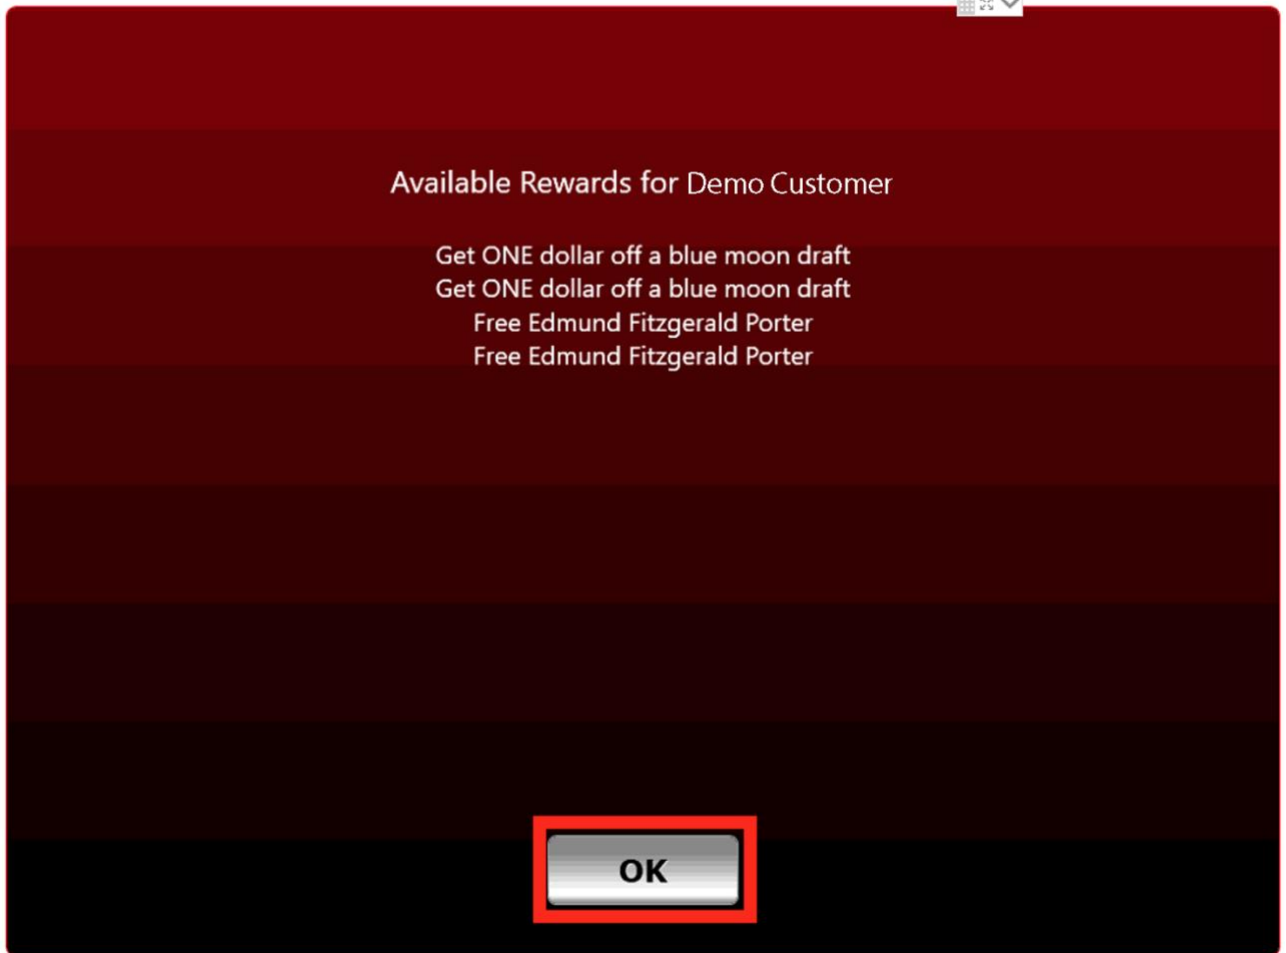 Available Rewards for Demo Customer
Get ONE dollar off a blue moon draft
Get ONE dollar off a blue moon draft
Free Edmund Fitzgerald Porter
Free Edmund Fitzgerald Porter
OK